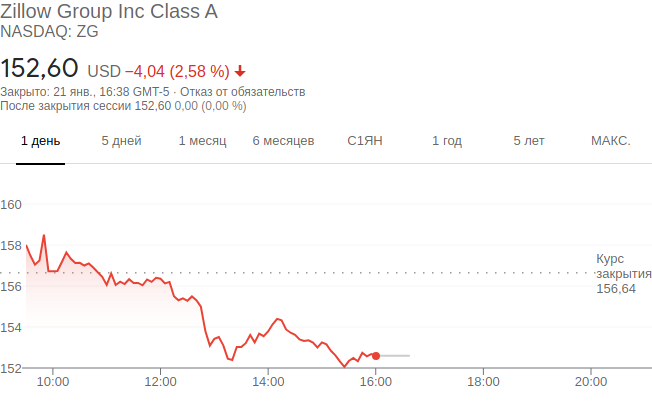 Zillow Group Inc Class A
NASDAQ: ZG
152,60 USD −4,04 (2,58 %)
Закрыто: 21 янв., 16:38 GMT-5 · Отказ от обязательств
После закрытия сессии 152,60 0,00 (0,00 %)
1 день 5 дней 1 месяц 6 месяцев С1ЯН 1 год 5 лет МАКС.
160
158
Курс
закрытия
156,64
156
154
152
10:00 12:00 14:00 16:00 18:00 20:00